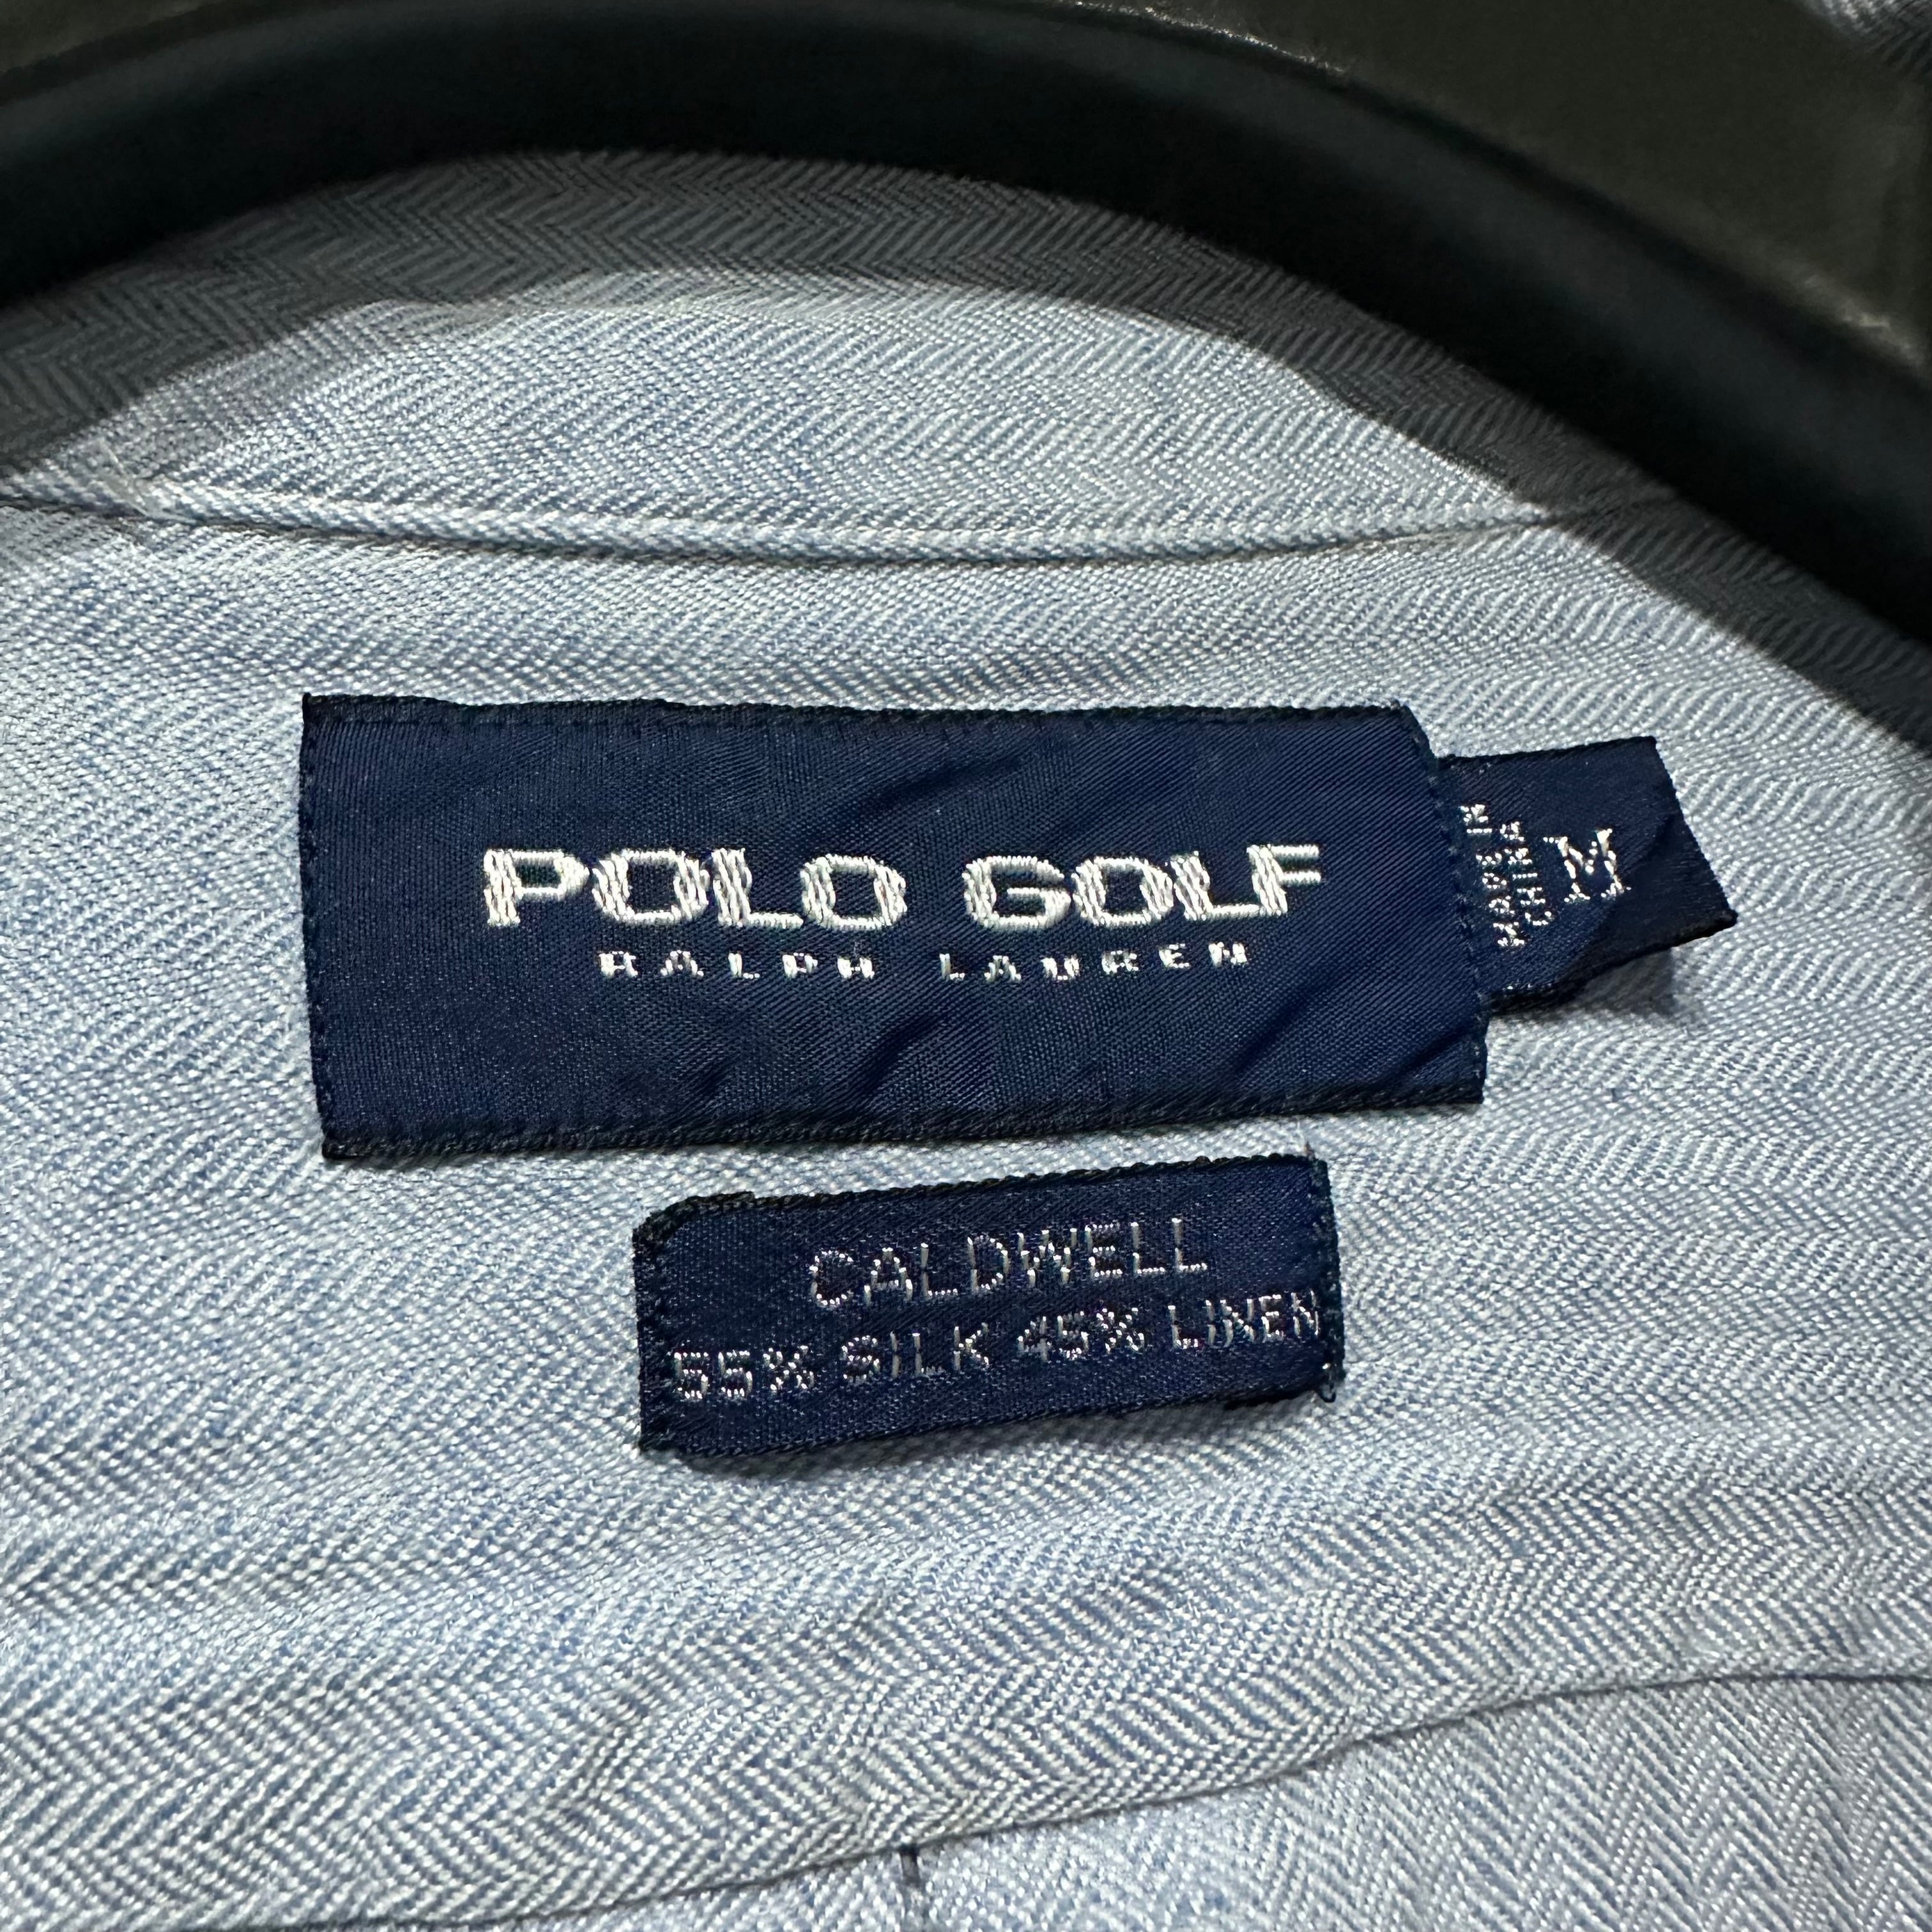 POLO GOLF
RALPH LAUREN
MADE IN
CHINA
M
CALDWELL
55% SILK 45% LINEN